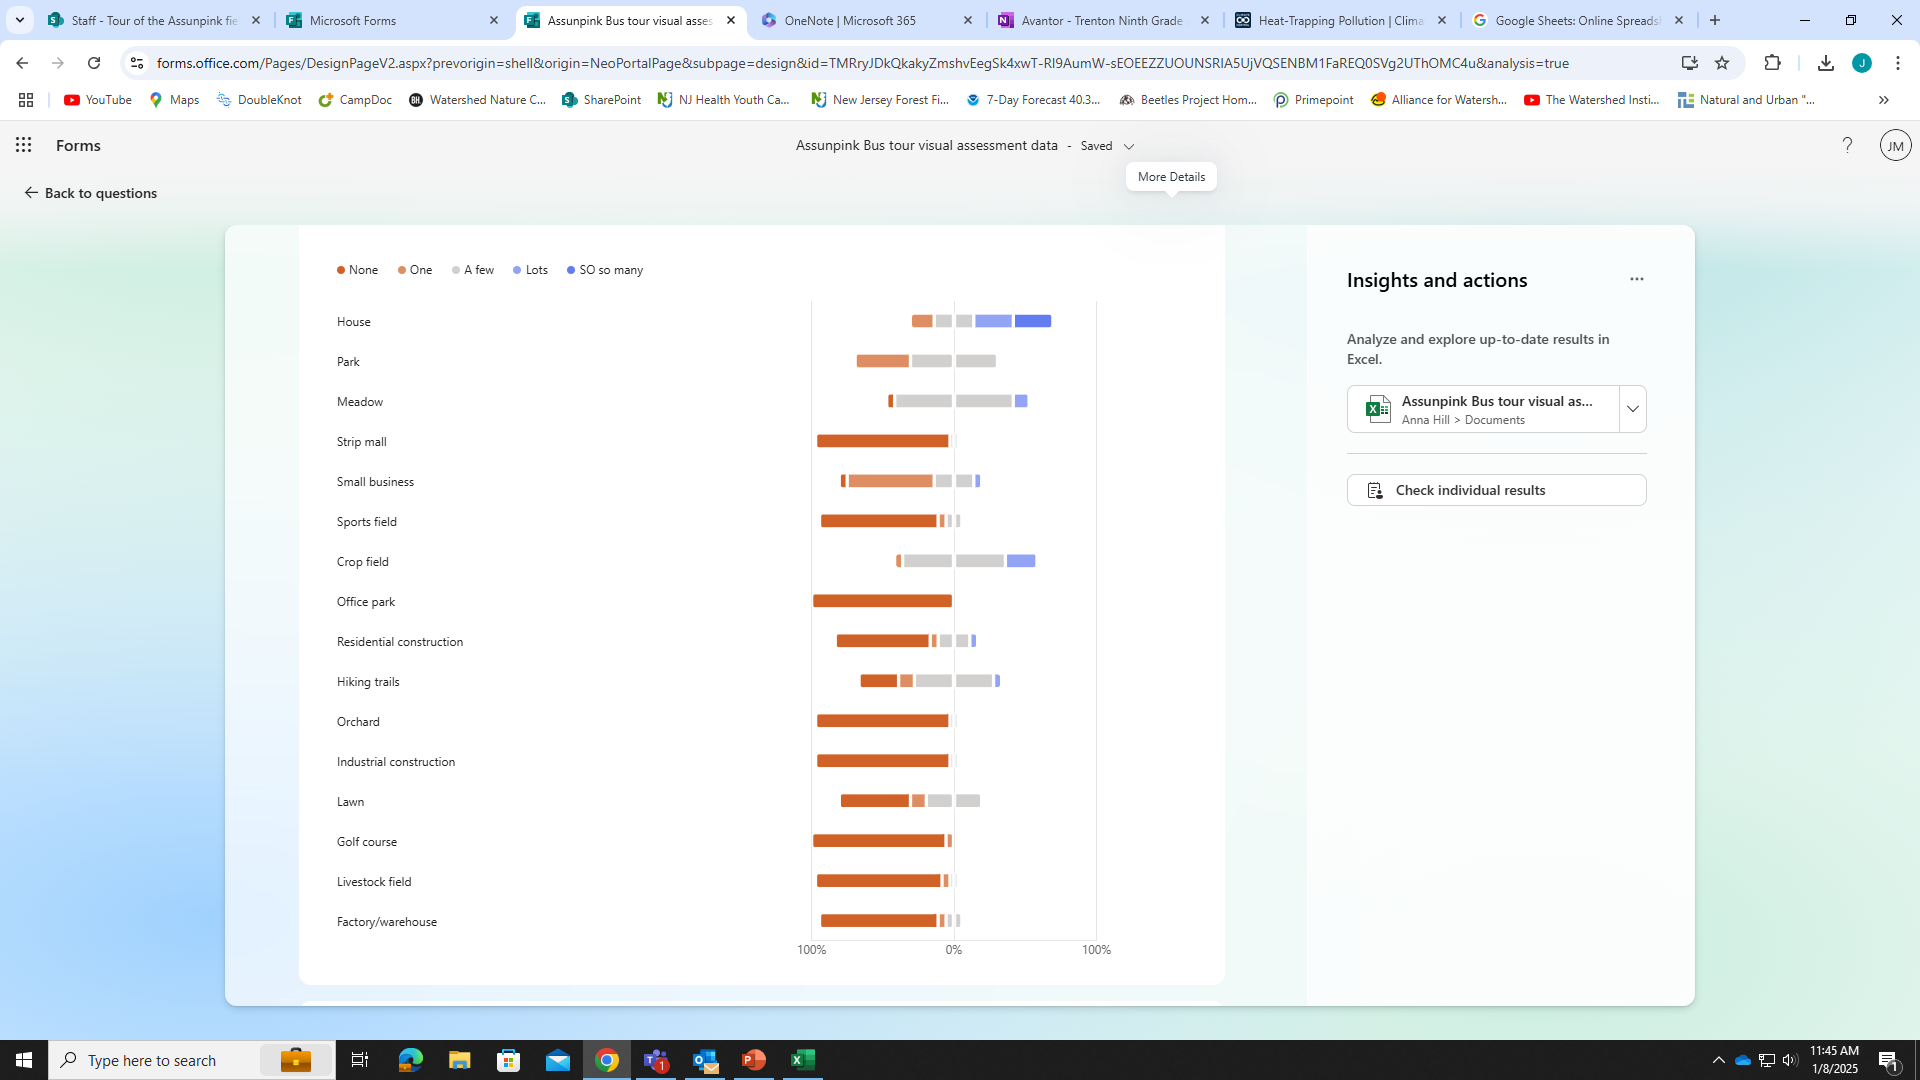 Staff - Tour of the Assunpink fie
Microsoft Forms
Assunpink Bus tour visual asses
OneNote | Microsoft 365
Avantor - Trenton Ninth Grade
Heat-Trapping Pollution | Clima
Google Sheets: Online Spreads
forms.office.com/Pages/DesignPageV2.aspx?prevorigin=shell&origin=NeoPortalPage&subpage=design&id=TMRryJDkQkakyZmshvEegSk4xwT-Rl9AumW-sEOEEZZUOUNSRIA5UjVQSENBM1FaREQ0SVg2UThOMC4u&analysis=true
J
YouTube
Maps
DoubleKnot
CampDoc
Watershed Nature C...
SharePoint
NJ Health Youth Ca...
New Jersey Forest Fi...
7-Day Forecast 40.3...
Beetles Project Hom...
Primepoint
Alliance for Watersh...
The Watershed Insti...
Natural and Urban "...
Forms
Assunpink Bus tour visual assessment data - Saved
?
JM
More Details
Back to questions
None
One
A few
Lots
SO so many
House
Park
Meadow
Strip mall
Small business
Sports field
Crop field
Office park
Residential construction
Hiking trails
Orchard
Industrial construction
Lawn
Golf course
Livestock field
Factory/warehouse
100%
0%
100%
Insights and actions
Analyze and explore up-to-date results in
Excel.
Assunpink Bus tour visual as...
Anna Hill > Documents
Check individual results
Type here to search
1
11:45 AM
1/8/2025
1